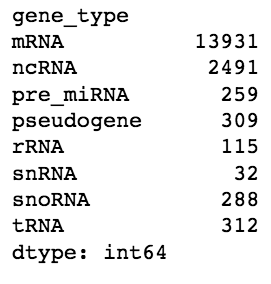 gene_type
mRNA 13931
ncRNA 2491
pre_miRNA 259
pseudogene 309
rRNA 115
snRNA 32
snoRNA 288
tRNA 312
dtype: int64